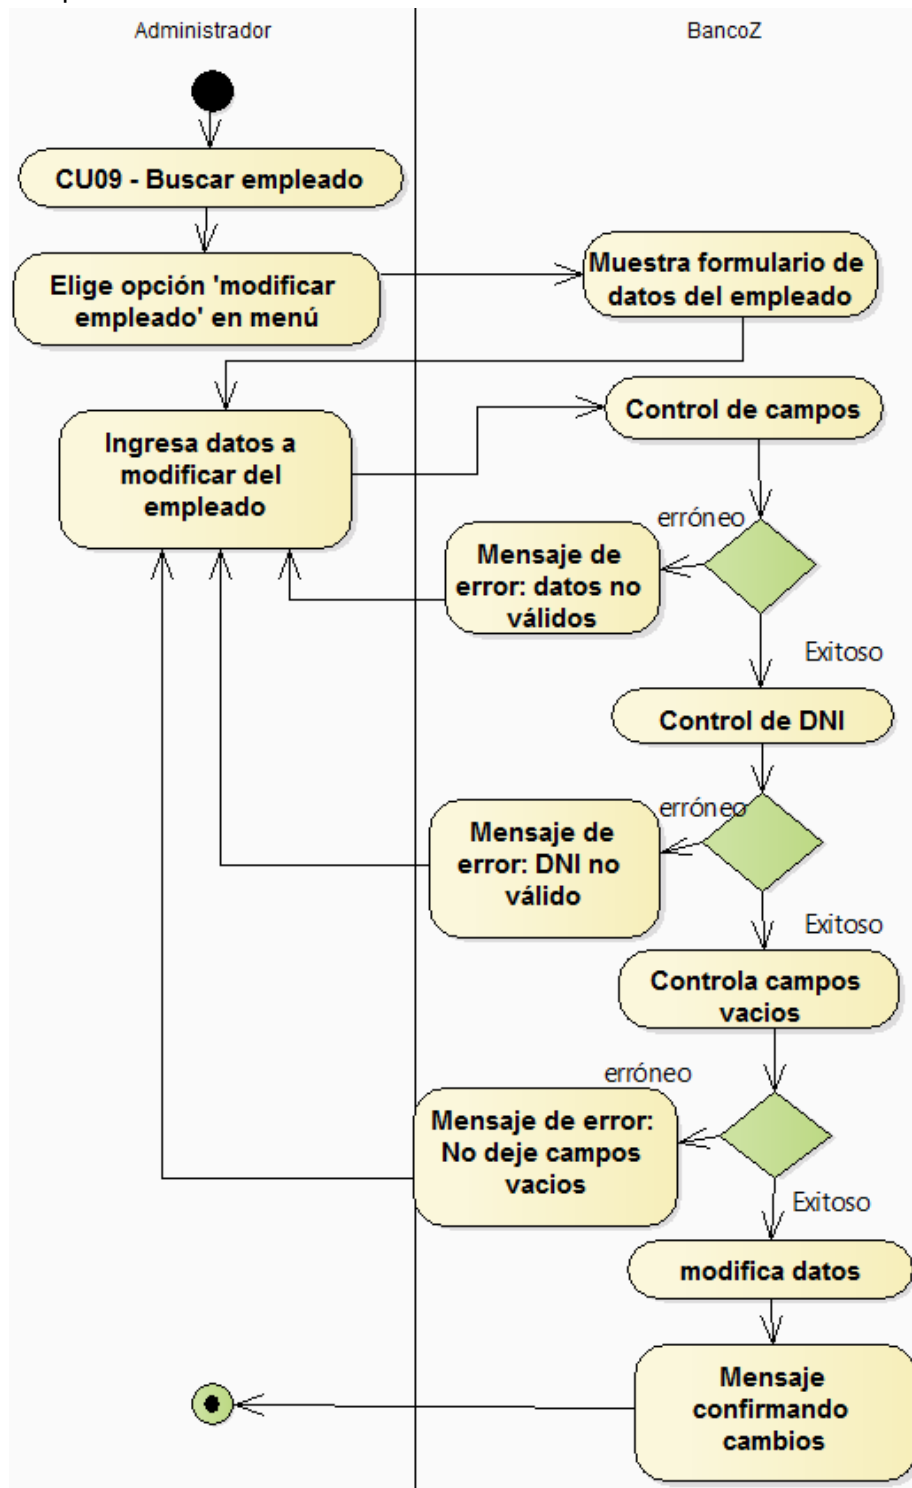 Administrador
BancoZ
CU09 - Buscar empleado
Elige opción 'modificar
empleado' en menú
Muestra formulario de
datos del empleado
Ingresa datos a
modificar del
empleado
Control de campos
erróneo
Mensaje de
error: datos no
válidos
Exitoso
Control de DNI
erróneo
Mensaje de
error: DNI no
válido
Exitoso
Controla campos
vacios
erróneo
Mensaje de error:
No deje campos
vacios
Exitoso
modifica datos
Mensaje
confirmando
cambios